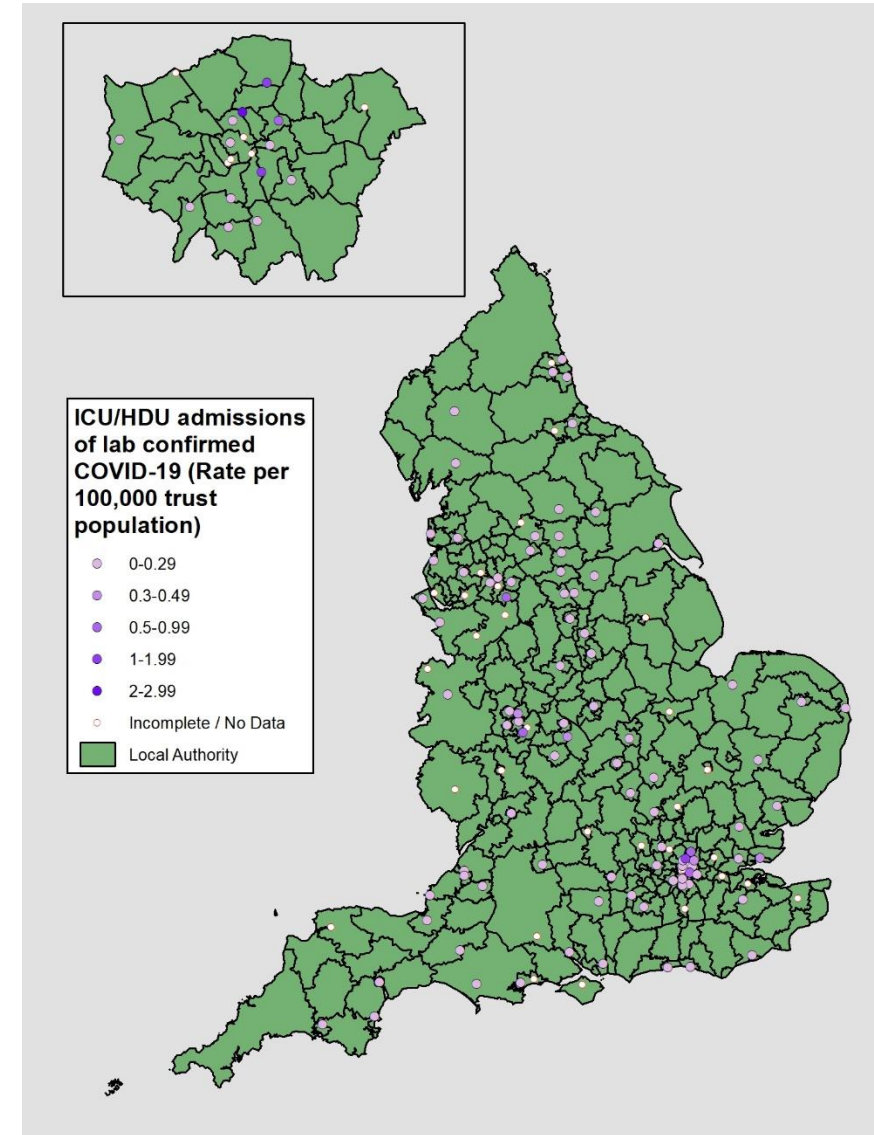 ICU/HDU admissions
of lab confirmed
COVID-19 (Rate per
100,000 trust
population)
0-0.29
0.3-0.49
0.5-0.99
1-1.99
2-2.99
Incomplete / No Data
Local Authority